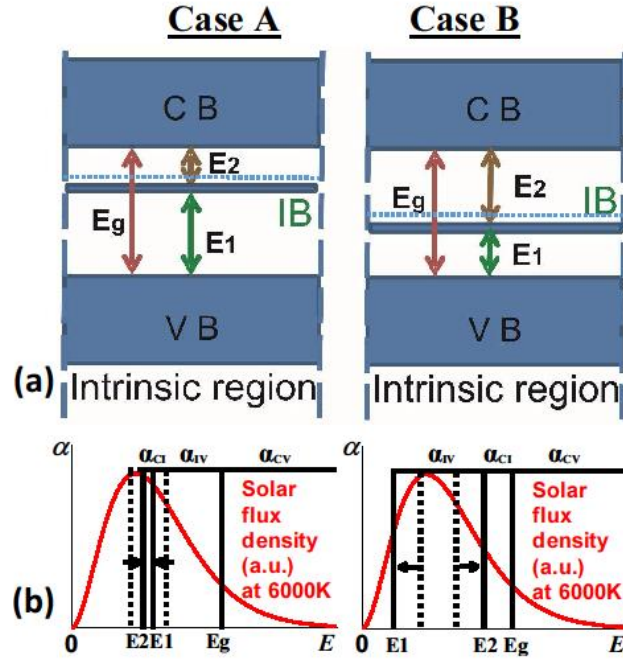 Case A
Case B
C B
E2
Eg
IB
E1
V B
Intrinsic region
C B
Eg
E2
IB
E1
V B
Intrinsic region
(a)
α
αCI
αIV
αCV
Solar
flux
density
(a.u.)
at 6000K
0
E2
E1
Eg
E
α
αIV
αCI
αCV
Solar
flux
density
(a.u.)
at 6000K
0
E1
E2
Eg
E
(b)